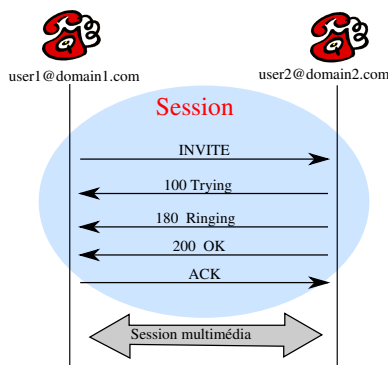 user1@domain1.com
user2@domain2.com
Session
INVITE
100 Trying
180 Ringing
200 OK
ACK
Session multimédia